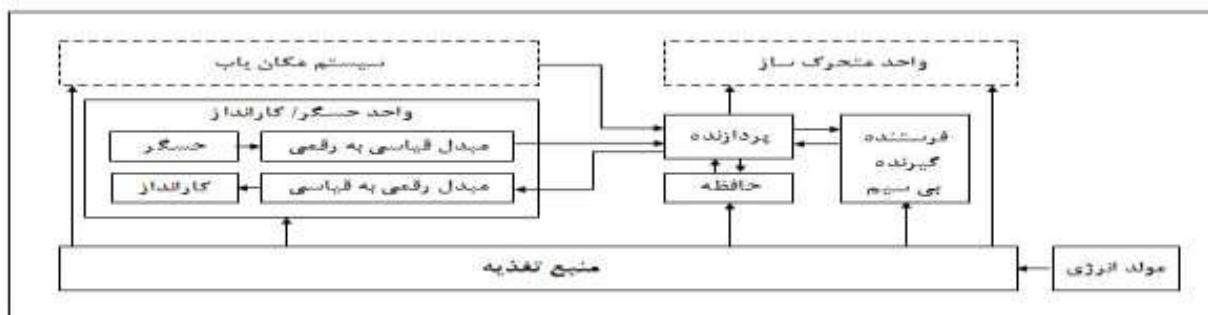 واحد متحرک ساز
سیستم مکان یاب
واحد حسگر/ کارانداز
حسگر
مبدل قیاسی به رقمی
کارانداز
مبدل رقمی به قیاسی
پردازنده
حافظه
فرستنده
گیرنده
بی سیم
منبع تغذیه
مولد انرژی